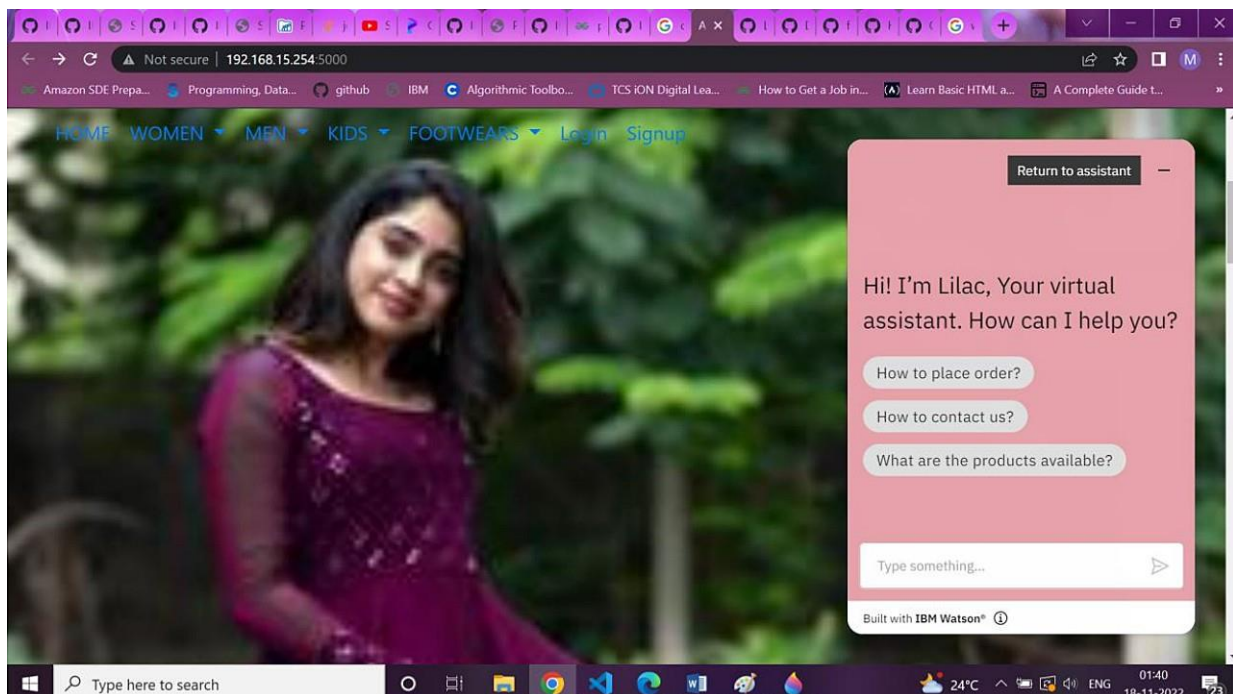 Not secure | 192.168.15.254:5000
M
Amazon SDE Prepa... Programming, Data... github IBM Algorithmic Toolbo... TCS iON Digital Lea... How to Get a Job in... Learn Basic HTML a... A Complete Guide t... »
HOME WOMEN MEN KIDS FOOTWEARS Login Signup
Return to assistant
Hi! I'm Lilac, Your virtual
assistant. How can I help you?
How to place order?
How to contact us?
What are the products available?
Type something...
Built with IBM Watson®
Type here to search
24°C ENG 01:40
18-11-2022
23